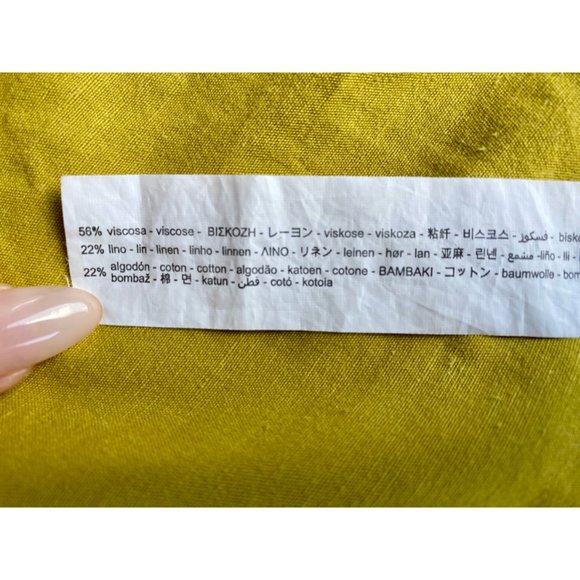 56% viscosa - viscose - ΒΙΣΚΟΖΗ - レーヨン - viskose - viskoza - 粘纤 - 비스코스 - فسكوز -
22% lino - lin - linen - linho - linnen - ΛΙΝΟ - リネン - leinen - hør - lan - 亚麻 - 린넨 - مشمع - liño - lli -
22% algodón - coton - cotton - algodão - katoen - cotone - ΒΑΜΒΑΚΙ - コットン - baumwolle -
bombaž - 棉 - 면 - katun - قطن - cotó - kotoia